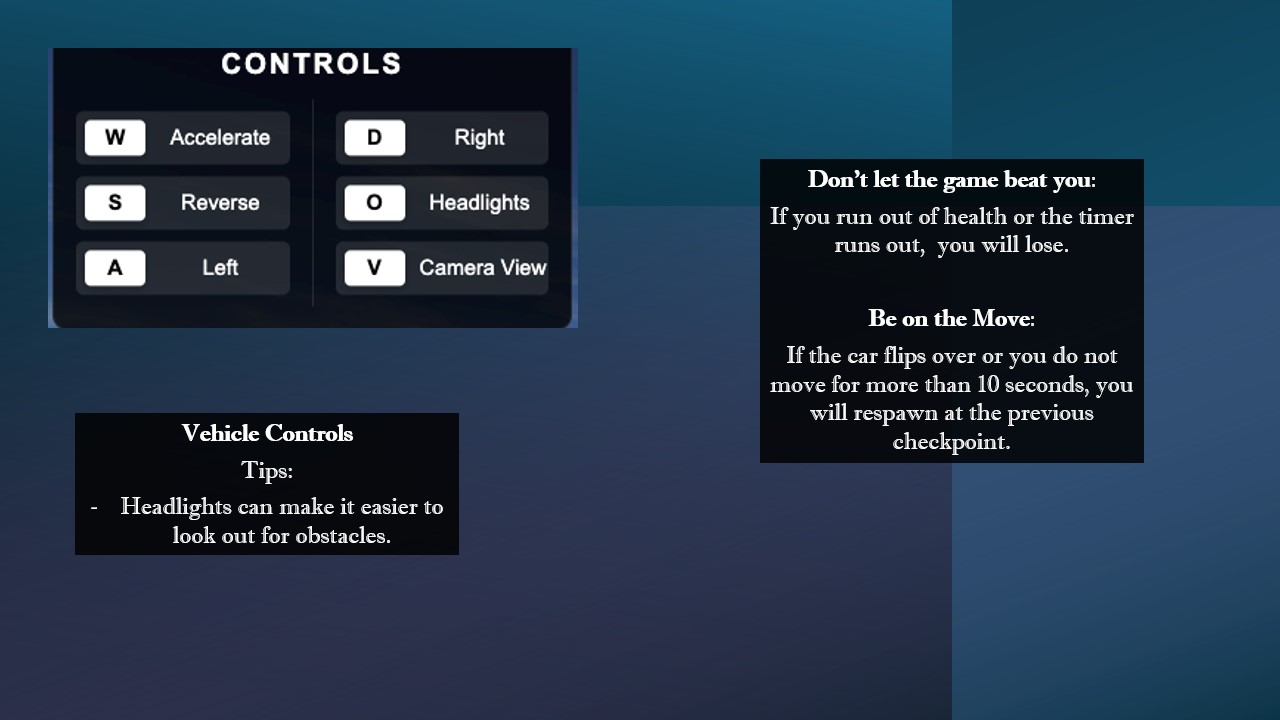 CONTROLS
W Accelerate
D Right
S Reverse
O Headlights
A Left
V Camera View
Vehicle Controls
Tips:
- Headlights can make it easier to
look out for obstacles.
Don’t let the game beat you:
If you run out of health or the timer
runs out,  you will lose.
Be on the Move:
If the car flips over or you do not
move for more than 10 seconds, you
will respawn at the previous
checkpoint.